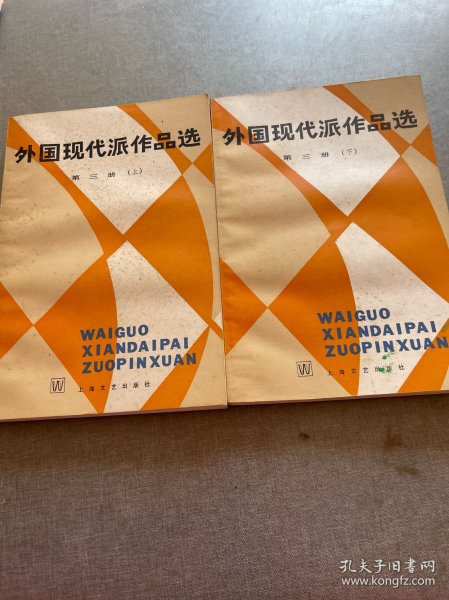 外国现代派作品选
第三册（上）
WAIGUO
XIANDAIPAI
ZUOPINXUAN
W
上海文艺出版社
外国现代派作品选
第三册（下）
WAIGUO
XIANDAIPAI
ZUOPINXUAN
W
上海文艺出版社
孔夫子旧书网
www.kongfz.com